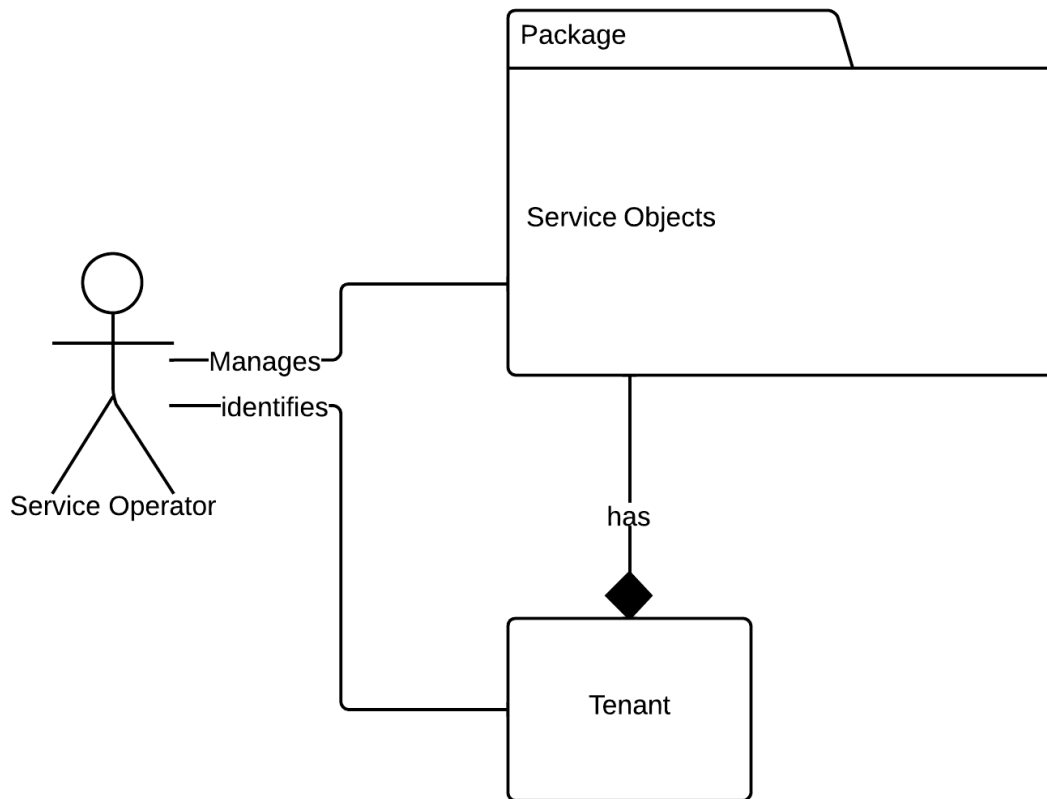 Package
Service Objects
Manages
identifies
Service Operator
has
Tenant